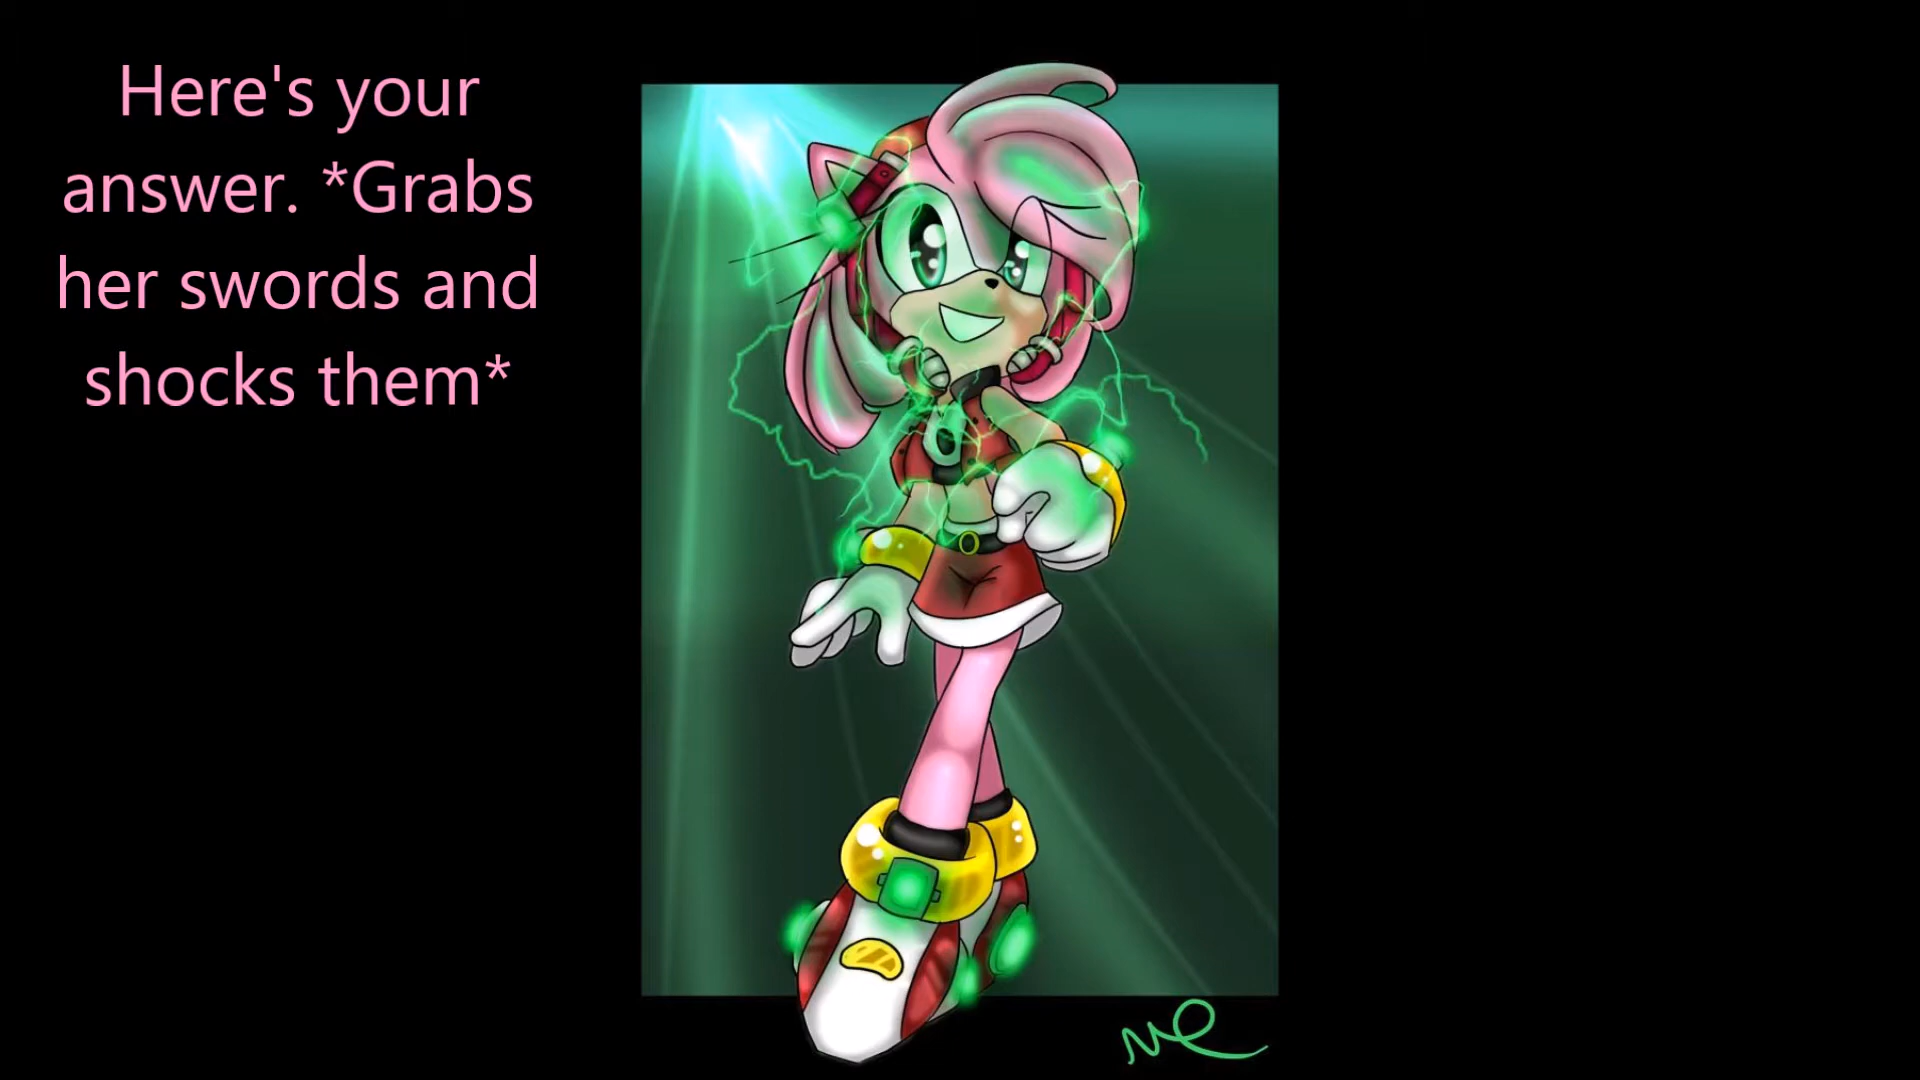 Here's your
answer. *Grabs
her swords and
shocks them*